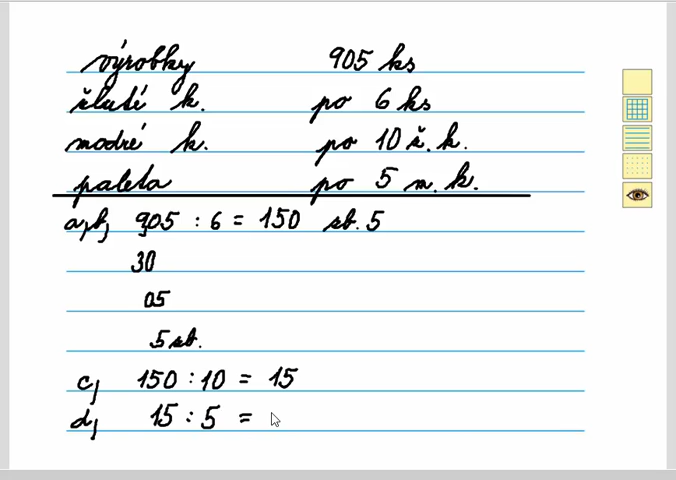 výrobky 905 ks
žluté k. po 6 ks
modré k. po 10 ž. k.
paleta po 5 m. k.
a, b, 905 : 6 = 150 zb. 5
30
05
5 zb.
c, 150 : 10 = 15
d, 15 : 5 =